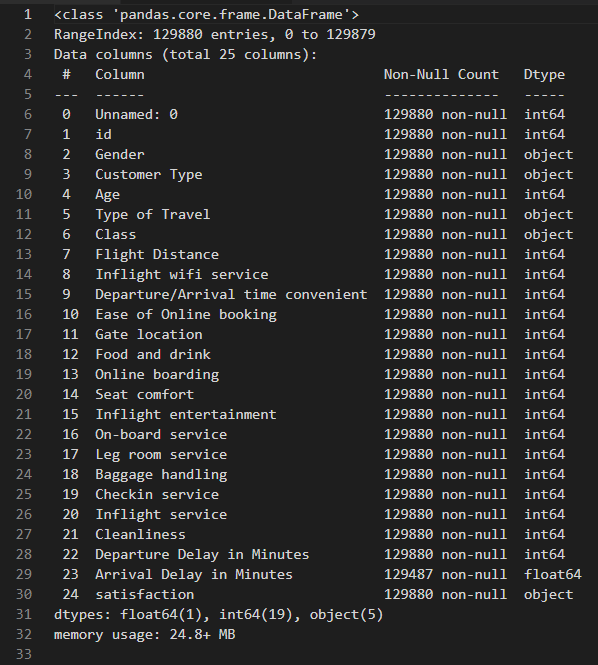 1 <class 'pandas.core.frame.DataFrame'>
2 RangeIndex: 129880 entries, 0 to 129879
3 Data columns (total 25 columns):
4  #   Column                             Non-Null Count   Dtype
5 ---  ------                             --------------   -----
6  0   Unnamed: 0                         129880 non-null  int64
7  1   id                                 129880 non-null  int64
8  2   Gender                             129880 non-null  object
9  3   Customer Type                      129880 non-null  object
10  4   Age                                129880 non-null  int64
11  5   Type of Travel                     129880 non-null  object
12  6   Class                              129880 non-null  object
13  7   Flight Distance                    129880 non-null  int64
14  8   Inflight wifi service              129880 non-null  int64
15  9   Departure/Arrival time convenient  129880 non-null  int64
16  10  Ease of Online booking             129880 non-null  int64
17  11  Gate location                      129880 non-null  int64
18  12  Food and drink                     129880 non-null  int64
19  13  Online boarding                    129880 non-null  int64
20  14  Seat comfort                       129880 non-null  int64
21  15  Inflight entertainment             129880 non-null  int64
22  16  On-board service                   129880 non-null  int64
23  17  Leg room service                   129880 non-null  int64
24  18  Baggage handling                   129880 non-null  int64
25  19  Checkin service                    129880 non-null  int64
26  20  Inflight service                   129880 non-null  int64
27  21  Cleanliness                        129880 non-null  int64
28  22  Departure Delay in Minutes         129880 non-null  int64
29  23  Arrival Delay in Minutes           129487 non-null  float64
30  24  satisfaction                       129880 non-null  object
31 dtypes: float64(1), int64(19), object(5)
32 memory usage: 24.8+ MB
33